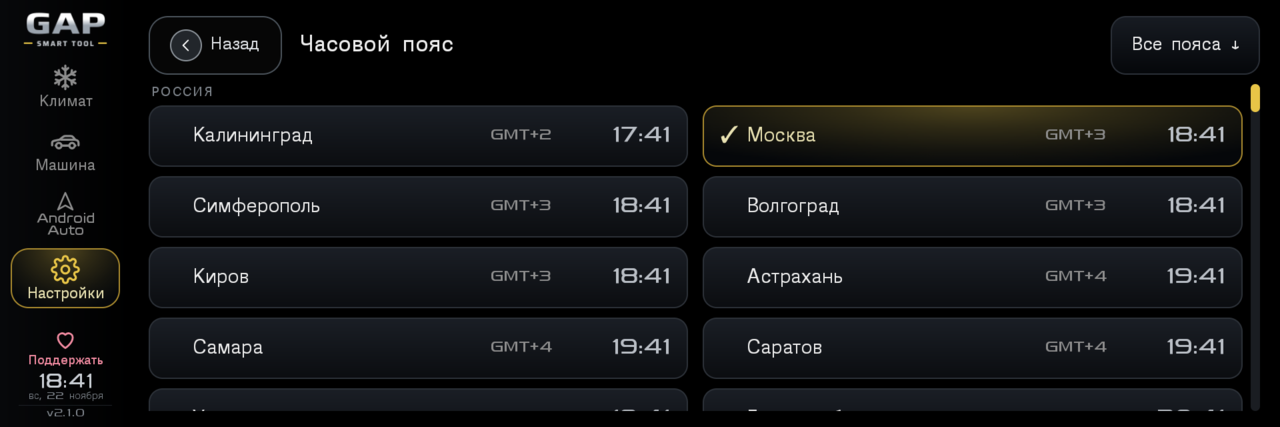 GAP
SMART TOOL
Климат
Машина
Android
Auto
Настройки
Поддержать
18:41
вс, 22 ноября
v2.1.0
Назад
Часовой пояс
Все пояса ↓
РОССИЯ
Калининград GMT+2 17:41
✓ Москва GMT+3 18:41
Симферополь GMT+3 18:41
Волгоград GMT+3 18:41
Киров GMT+3 18:41
Астрахань GMT+4 19:41
Самара GMT+4 19:41
Саратов GMT+4 19:41